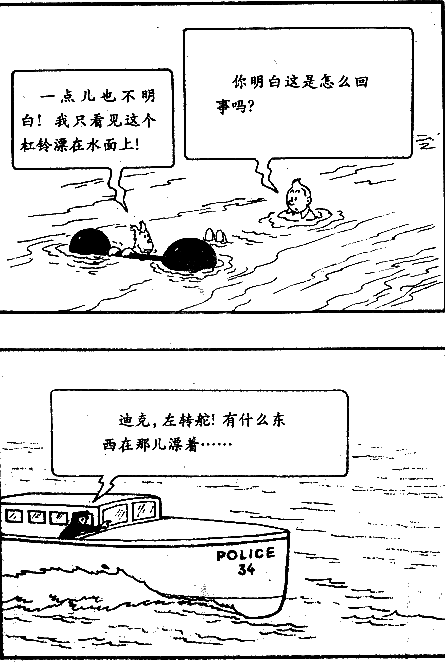 你明白这是怎么回
事吗？
一点儿也不明
白！我只看见这个
杠铃漂在水面上！
迪克，左转舵！有什么东
西在那儿漂着……
POLICE
34